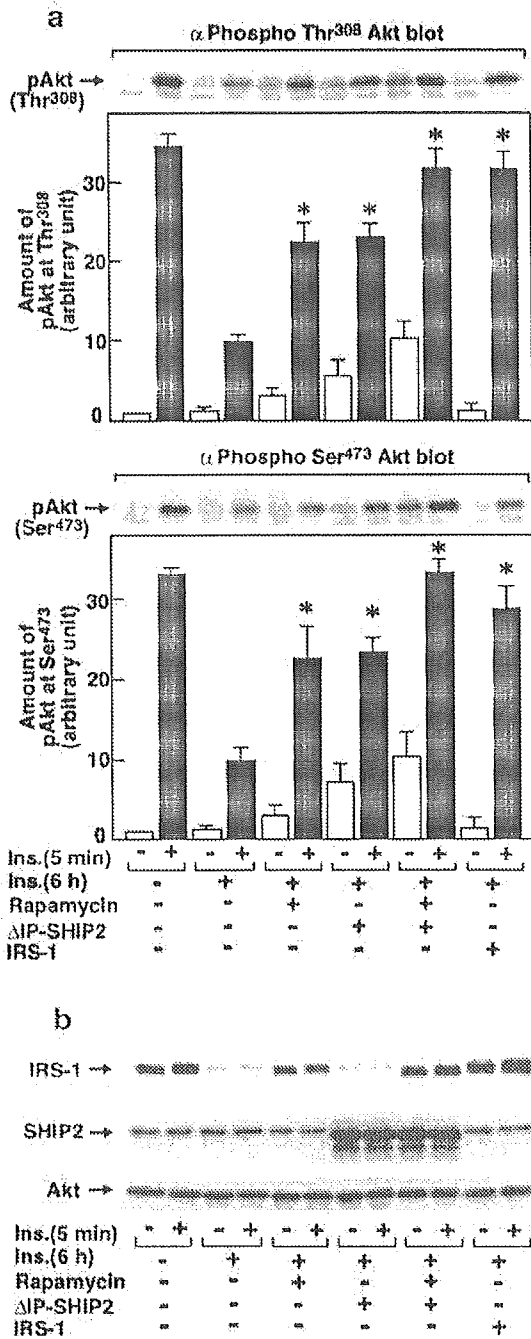 a
α Phospho Thr308 Akt blot
pAkt →
(Thr308)
Amount of
pAkt at Thr308
(arbitrary unit)
30
20
10
0
* * * *
α Phospho Ser473 Akt blot
pAkt →
(Ser473)
Amount of
pAkt at Ser473
(arbitrary unit)
30
20
10
0
* * * *
Ins.(5 min) - + - + - + - + - + - +
Ins.(6 h) - + + + + +
Rapamycin - - + - + -
ΔIP-SHIP2 - - - + + -
IRS-1 - - - - - +
b
IRS-1 →
SHIP2 →
Akt →
Ins.(5 min) - + - + - + - + - + - +
Ins.(6 h) - + + + + +
Rapamycin - - + - + -
ΔIP-SHIP2 - - - + + -
IRS-1 - - - - - +